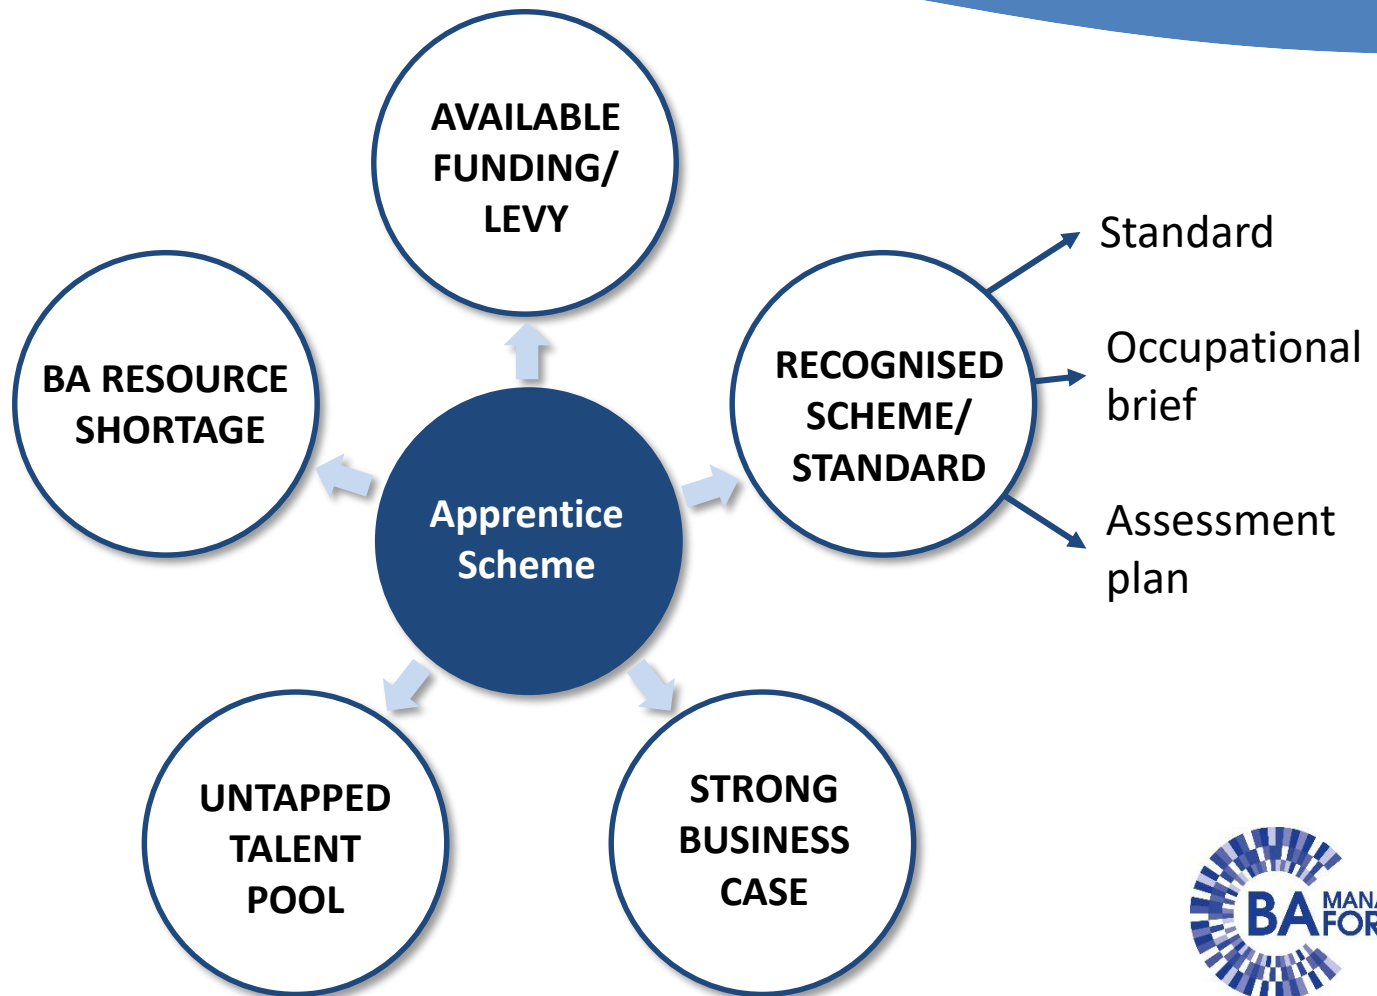 AVAILABLE
FUNDING/
LEVY
BA RESOURCE
SHORTAGE
RECOGNISED
SCHEME/
STANDARD
Standard
Occupational
brief
Assessment
plan
Apprentice
Scheme
UNTAPPED
TALENT
POOL
STRONG
BUSINESS
CASE
BA